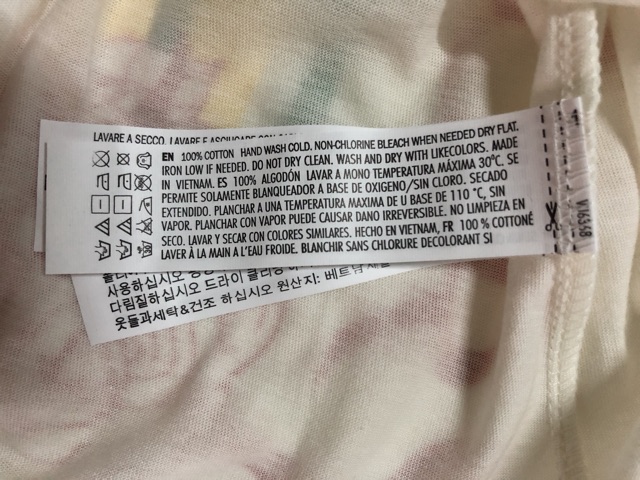 LAVARE A SECCO. LAVARE E ASCIUGARE CON
EN 100% COTTON HAND WASH COLD. NON-CHLORINE BLEACH WHEN NEEDED DRY FLAT.
IRON LOW IF NEEDED. DO NOT DRY CLEAN. WASH AND DRY WITH LIKECOLORS. MADE
IN VIETNAM. ES 100% ALGODÓN LAVAR A MONO TEMPERATURA MÁXIMA 30°C. SE
PERMITE SOLAMENTE BLANQUEADOR A BASE DE OXIGENO/SIN CLORO. SECADO
EXTENDIDO. PLANCHAR A UNA TEMPERATURA MAXIMA DE U BASE DE 110 °C, SIN
VAPOR. PLANCHAR CON VAPOR PUEDE CAUSAR DANO IRREVERSIBLE. NO LIMPIEZA EN
SECO. LAVAR Y SECAR CON COLORES SIMILARES. HECHO EN VIETNAM, FR 100 % COTTONÉ
LAVER À LA MAIN A L'EAU FROIDE. BLANCHIR SANS CHLORURE DECOLORANT SI
사용하십시오 드라이 클리닝
다림질하십시오
옷들과세탁&건조 하십시오 원산지: 베트남